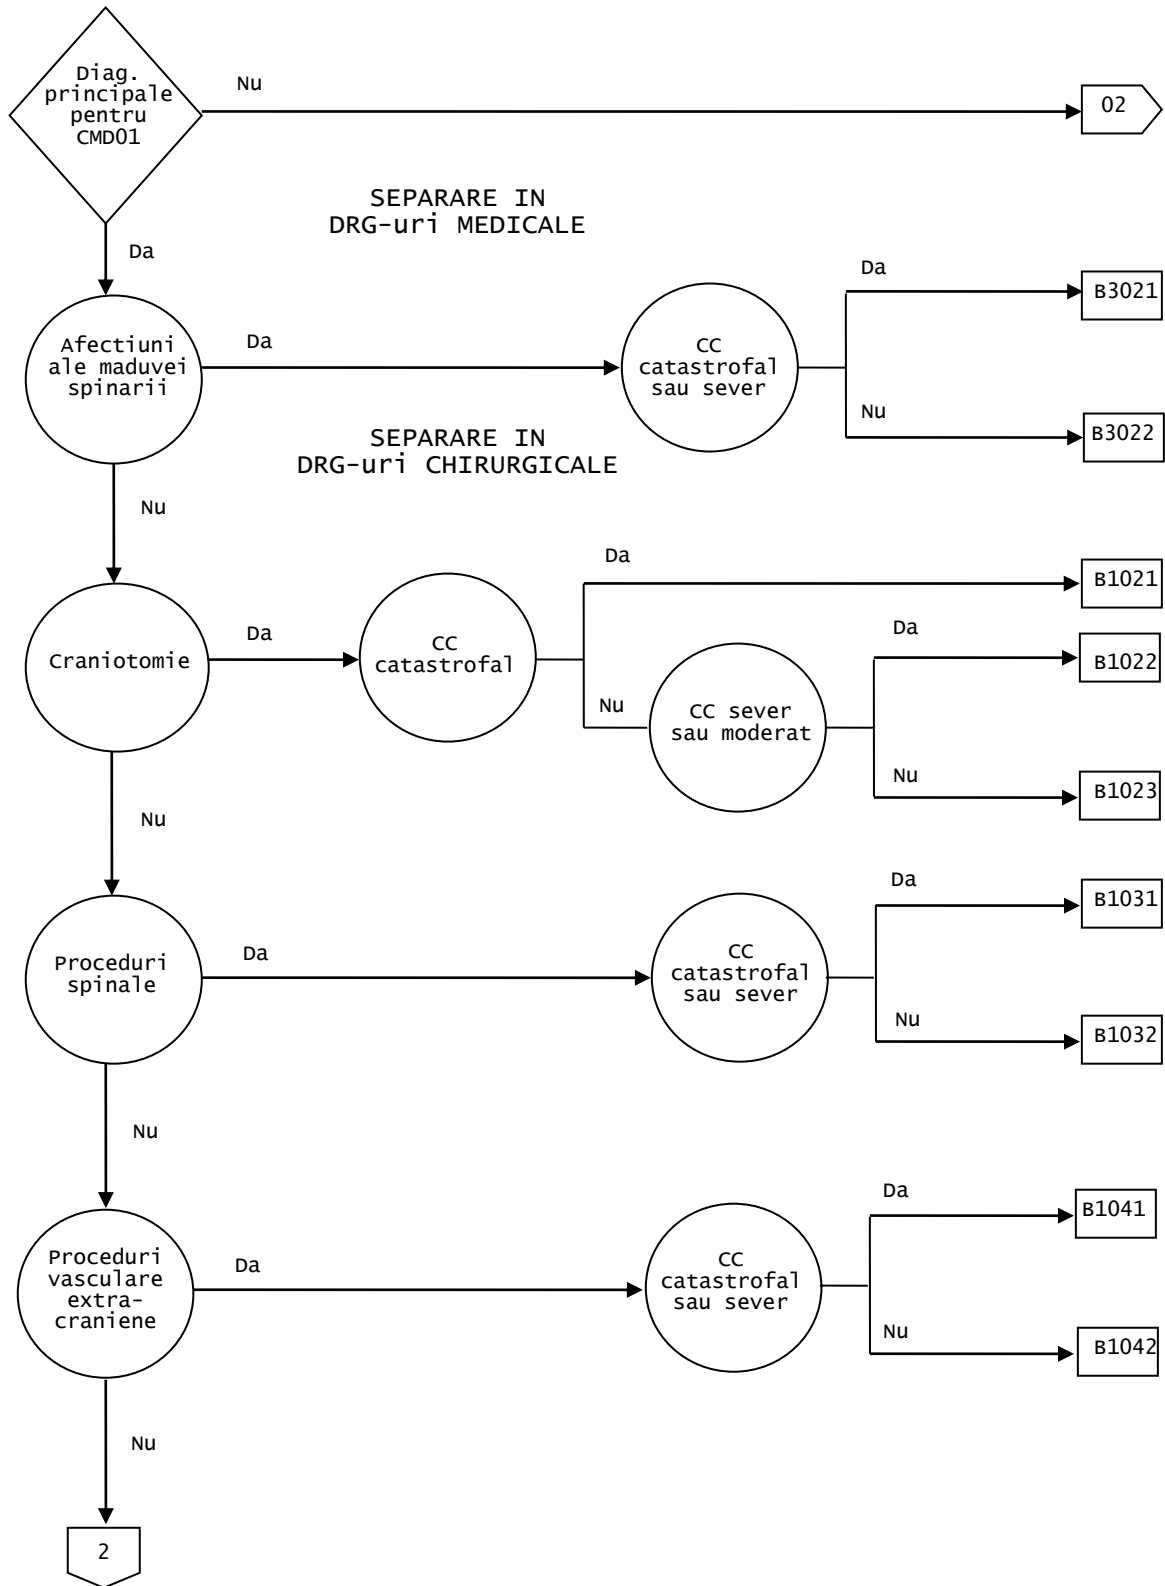 Diag.
principale
pentru
CMD01
Nu
02
SEPARARE IN
DRG-uri MEDICALE
Da
Afectiuni
ale maduvei
spinarii
Da
CC
catastrofal
sau sever
Da
B3021
Nu
B3022
SEPARARE IN
DRG-uri CHIRURGICALE
Nu
Craniotomie
Da
CC
catastrofal
Da
B1021
Nu
CC sever
sau moderat
Da
B1022
Nu
B1023
Nu
Proceduri
spinale
Da
CC
catastrofal
sau sever
Da
B1031
Nu
B1032
Nu
Proceduri
vasculare
extra-
craniene
Da
CC
catastrofal
sau sever
Da
B1041
Nu
B1042
Nu
2